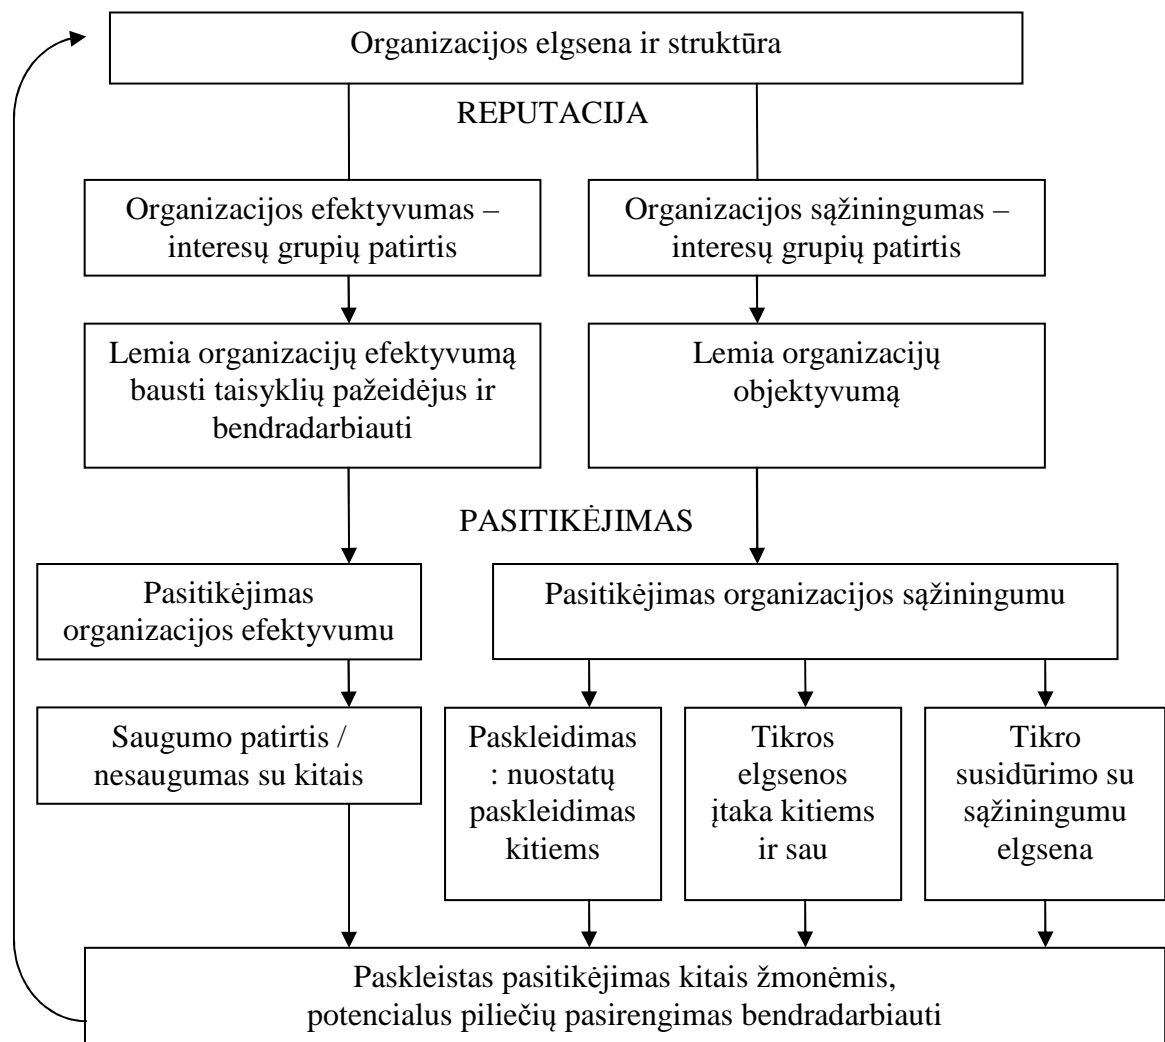 Organizacijos elgsena ir struktūra
REPUTACIJA
Organizacijos efektyvumas –
interesų grupių patirtis
Organizacijos sąžiningumas –
interesų grupių patirtis
Lemia organizacijų efektyvumą
bausti taisyklių pažeidėjus ir
bendradarbiauti
Lemia organizacijų
objektyvumą
PASITIKĖJIMAS
Pasitikėjimas
organizacijos efektyvumu
Pasitikėjimas organizacijos sąžiningumu
Saugumo patirtis /
nesaugumas su kitais
Paskleidimas
: nuostatų
paskleidimas
kitiems
Tikros
elgsenos
įtaka kitiems
ir sau
Tikro
susidūrimo su
sąžiningumu
elgsena
Paskleistas pasitikėjimas kitais žmonėmis,
potencialus piliečių pasirengimas bendradarbiauti